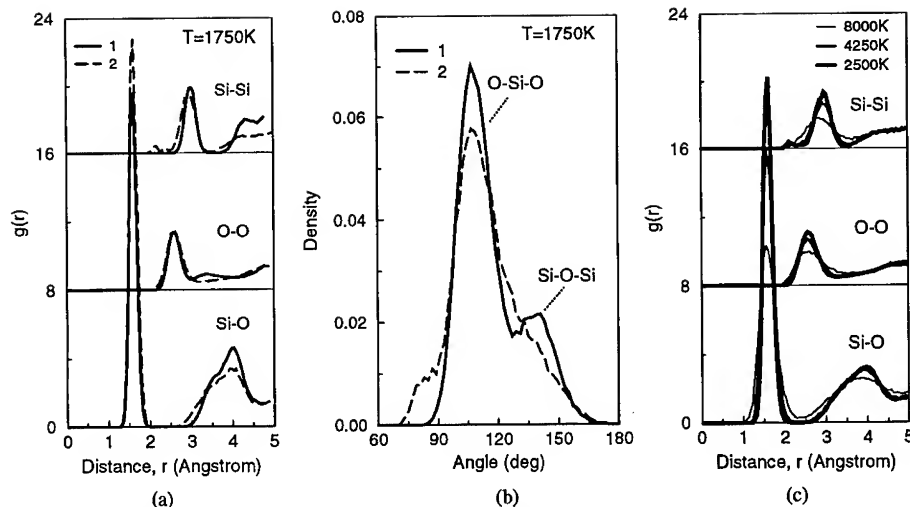 24
16
8
0
g(r)
1
2
T=1750K
Si-Si
O-O
Si-O
0 1 2 3 4 5
Distance, r (Angstrom)
(a)
0.08
0.06
0.04
0.02
0.00
Density
1
2
T=1750K
O-Si-O
Si-O-Si
60 90 120 150 180
Angle (deg)
(b)
24
16
8
0
g(r)
8000K
4250K
2500K
Si-Si
O-O
Si-O
0 1 2 3 4 5
Distance, r (Angstrom)
(c)